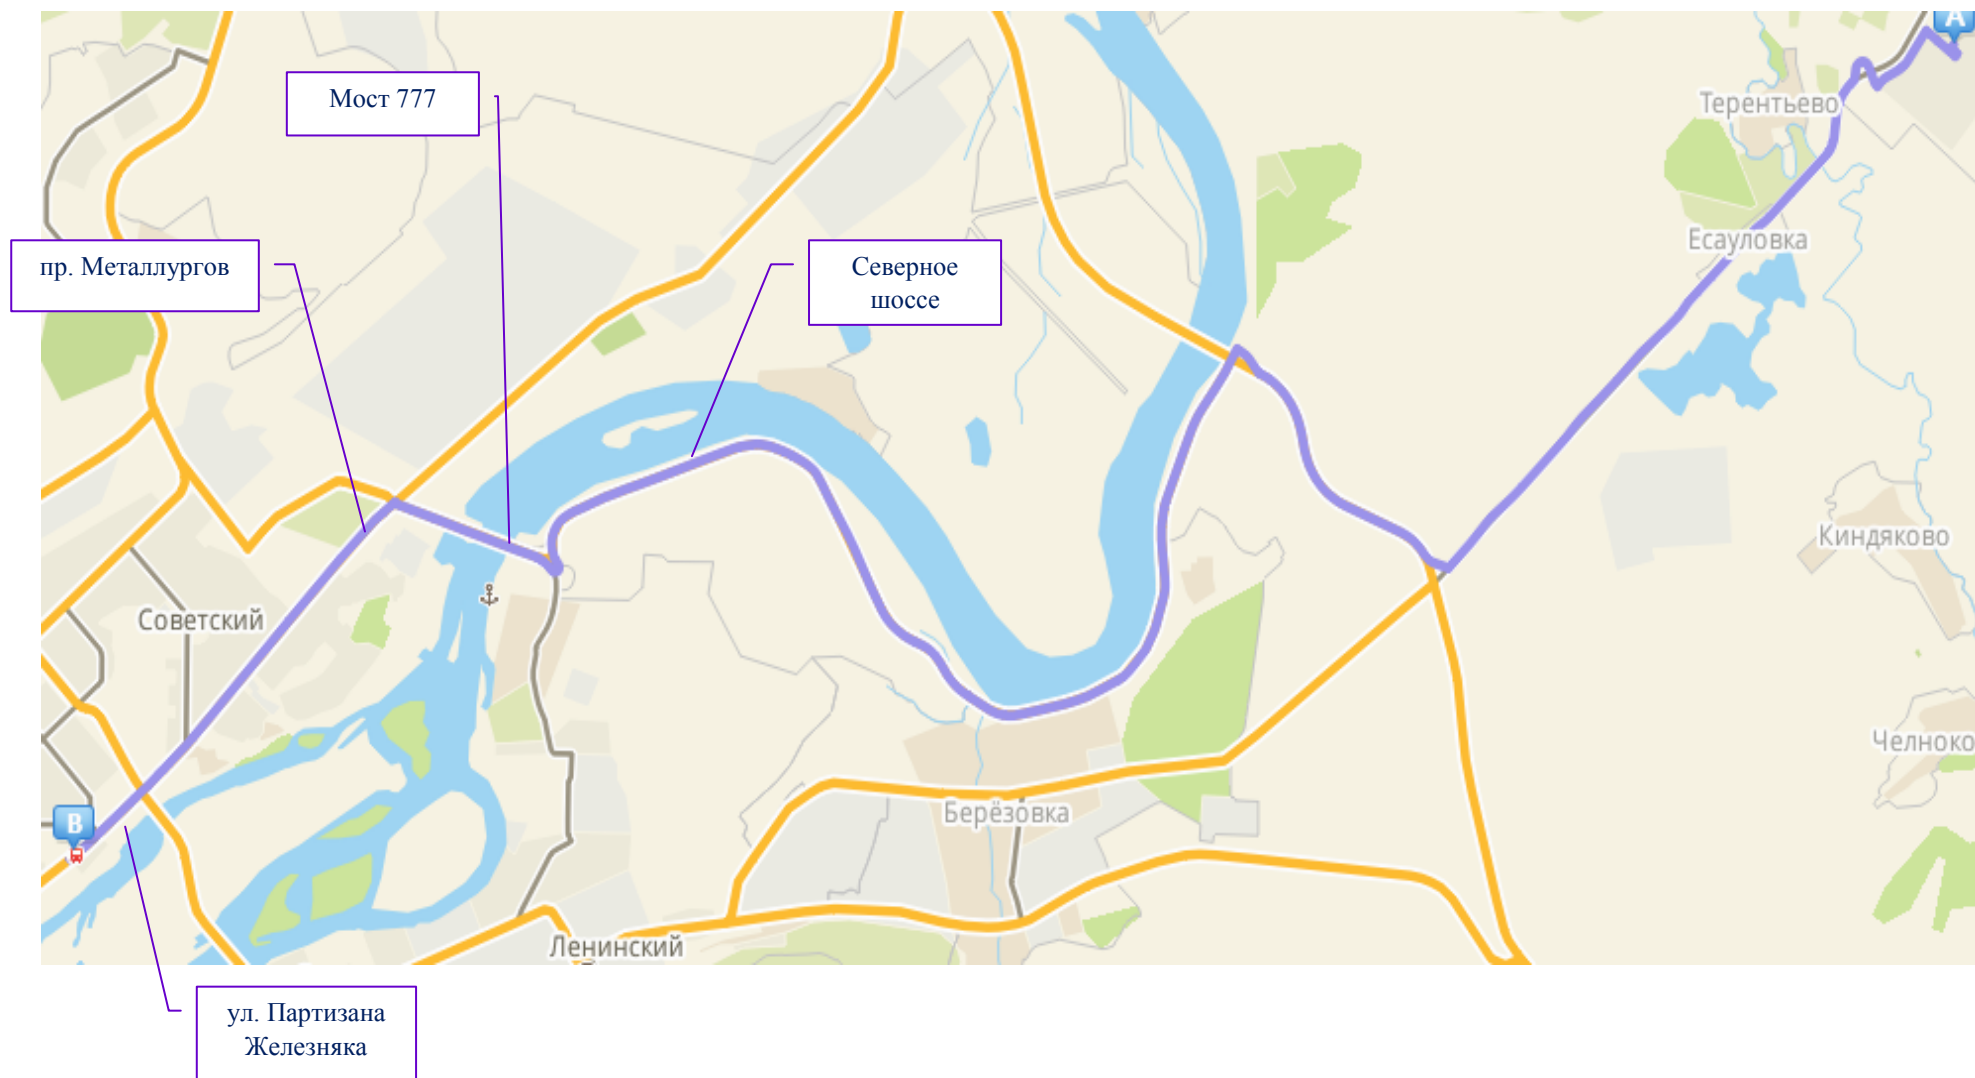 A
Мост 777
Терентьево
пр. Металлургов
Северное
шоссе
Есауловка
Киндяково
Советский
Челноко
B
Берёзовка
Ленинский
ул. Партизана
Железняка